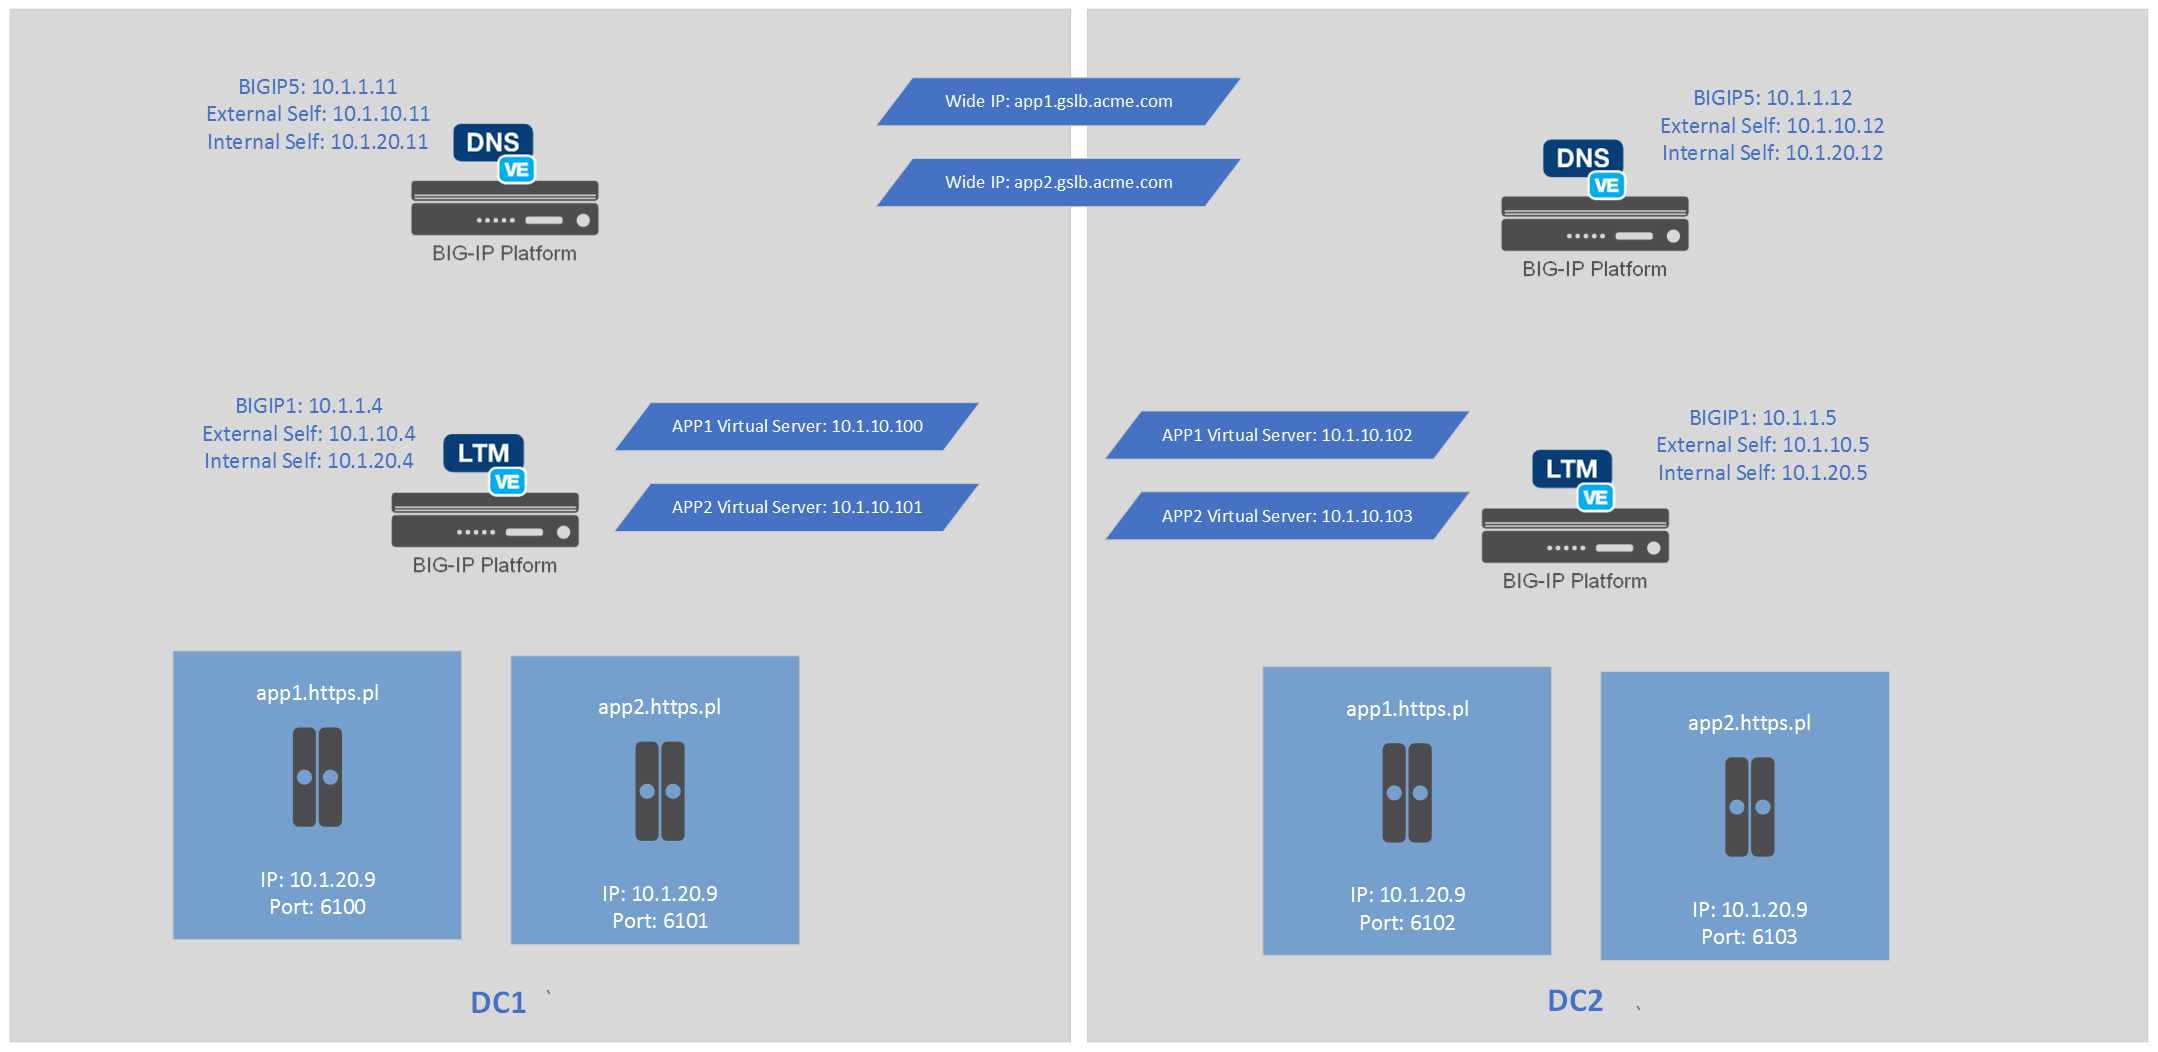 BIGIP5: 10.1.1.11
External Self: 10.1.10.11
Internal Self: 10.1.20.11
DNS
VE
BIG-IP Platform
Wide IP: app1.gslb.acme.com
Wide IP: app2.gslb.acme.com
BIGIP5: 10.1.1.12
External Self: 10.1.10.12
Internal Self: 10.1.20.12
DNS
VE
BIG-IP Platform
BIGIP1: 10.1.1.4
External Self: 10.1.10.4
Internal Self: 10.1.20.4
LTM
VE
BIG-IP Platform
APP1 Virtual Server: 10.1.10.100
APP2 Virtual Server: 10.1.10.101
APP1 Virtual Server: 10.1.10.102
APP2 Virtual Server: 10.1.10.103
BIGIP1: 10.1.1.5
External Self: 10.1.10.5
Internal Self: 10.1.20.5
LTM
VE
BIG-IP Platform
app1.https.pl
IP: 10.1.20.9
Port: 6100
app2.https.pl
IP: 10.1.20.9
Port: 6101
app1.https.pl
IP: 10.1.20.9
Port: 6102
app2.https.pl
IP: 10.1.20.9
Port: 6103
DC1 `
DC2 `